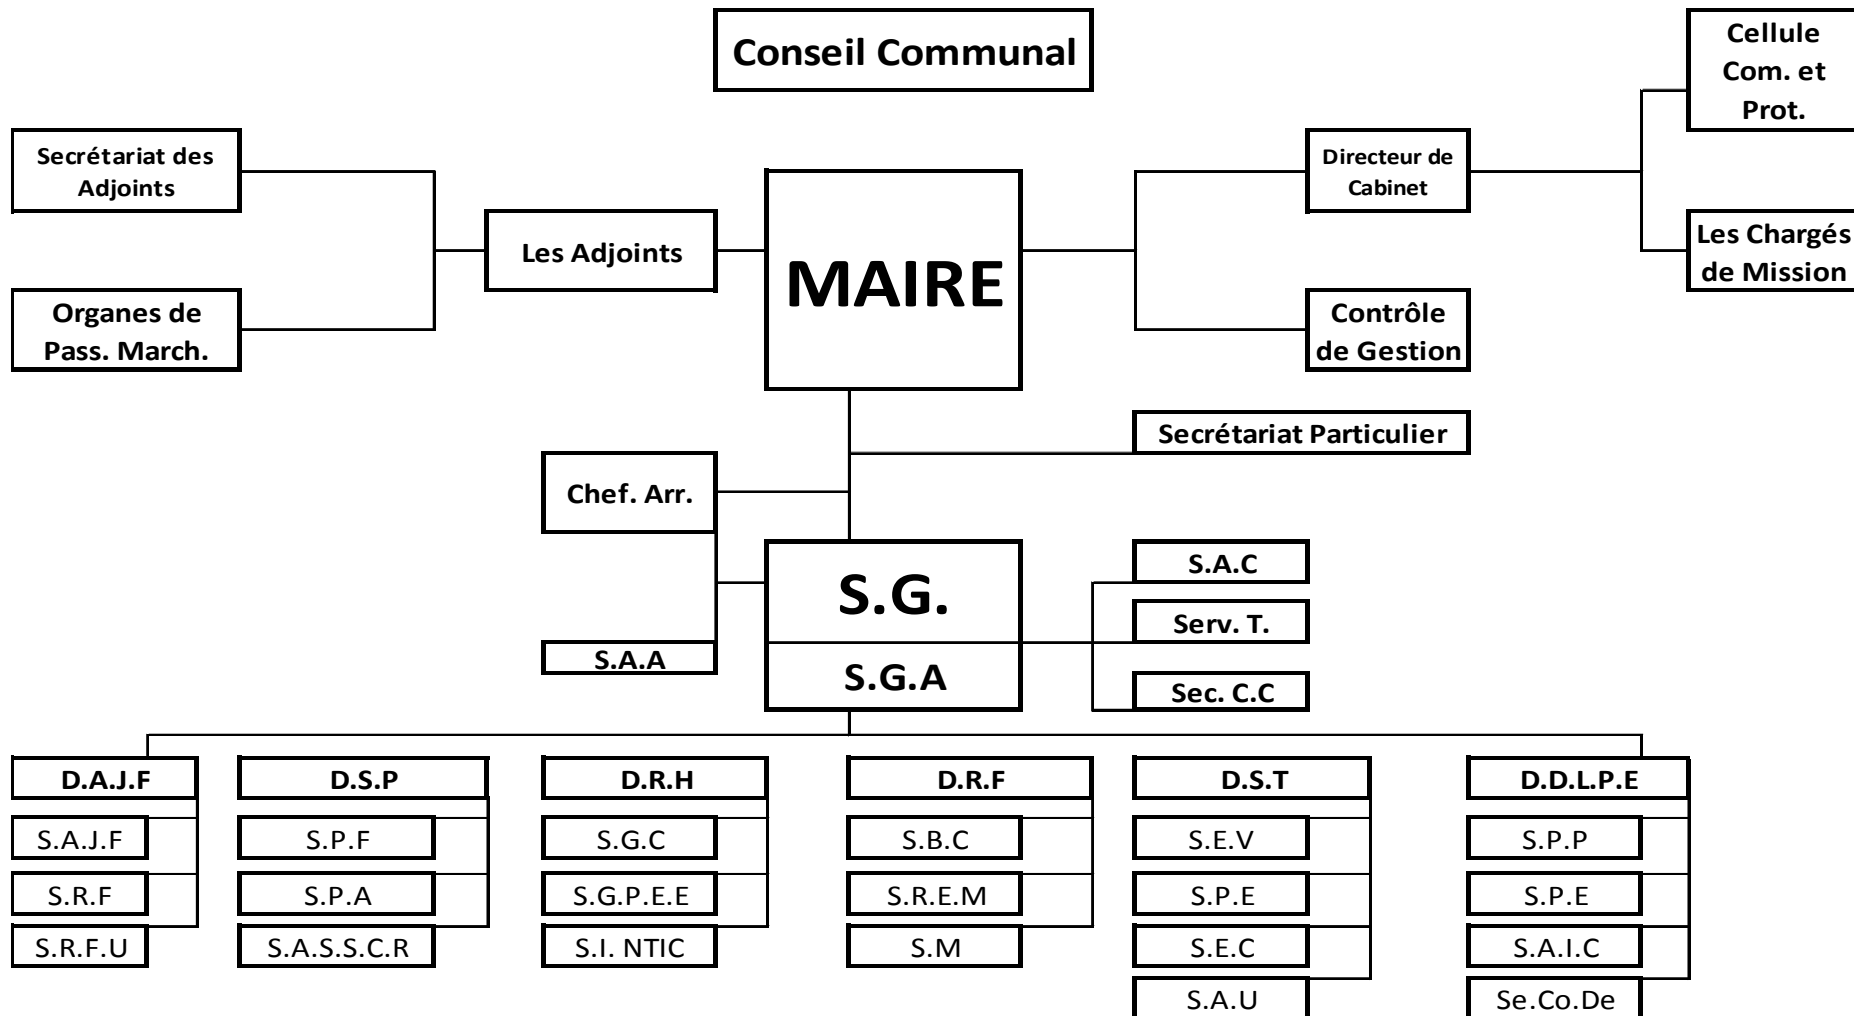 Conseil Communal
Cellule
Com. et
Prot.
Secrétariat des
Adjoints
Directeur de
Cabinet
Les Adjoints
MAIRE
Les Chargés
de Mission
Organes de
Pass. March.
Contrôle
de Gestion
Secrétariat Particulier
Chef. Arr.
S.G.
S.A.C
Serv. T.
S.A.A
S.G.A
Sec. C.C
D.A.J.F
D.S.P
D.R.H
D.R.F
D.S.T
D.D.L.P.E
S.A.J.F
S.P.F
S.G.C
S.B.C
S.E.V
S.P.P
S.R.F
S.P.A
S.G.P.E.E
S.R.E.M
S.P.E
S.P.E
S.R.F.U
S.A.S.S.C.R
S.I. NTIC
S.M
S.E.C
S.A.I.C
S.A.U
Se.Co.De